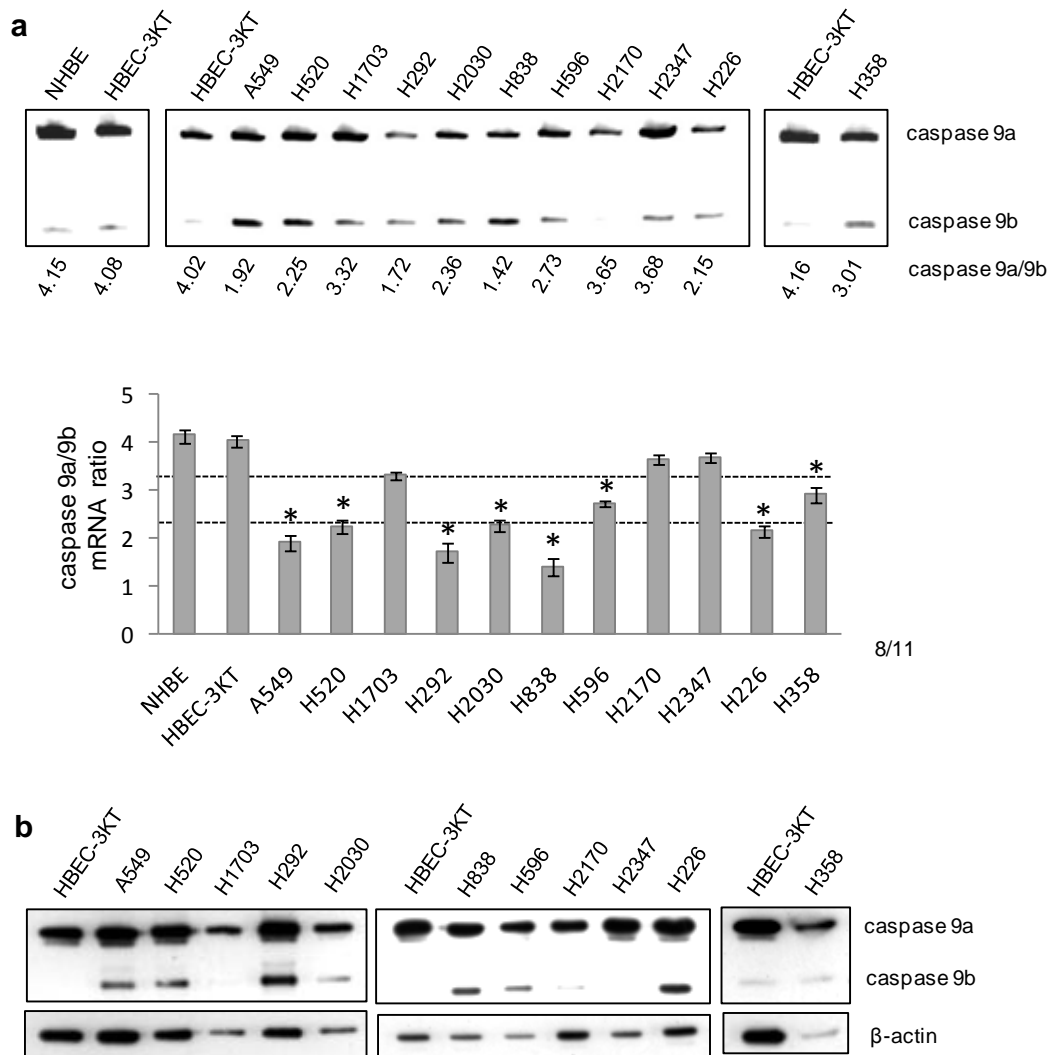 a
NHBE HBEC-3KT HBEC-3KT A549 H520 H1703 H292 H2030 H838 H596 H2170 H2347 H226 HBEC-3KT H358
caspase 9a
caspase 9b
4.15 4.08 4.02 1.92 2.25 3.32 1.72 2.36 1.42 2.73 3.65 3.68 2.15 4.16 3.01 caspase 9a/9b
caspase 9a/9b
mRNA ratio
5
4
3
2
1
0
* * * * * * * *
8/11
NHBE HBEC-3KT A549 H520 H1703 H292 H2030 H838 H596 H2170 H2347 H226 H358
b
HBEC-3KT A549 H520 H1703 H292 H2030 HBEC-3KT H838 H596 H2170 H2347 H226 HBEC-3KT H358
caspase 9a
caspase 9b
β-actin